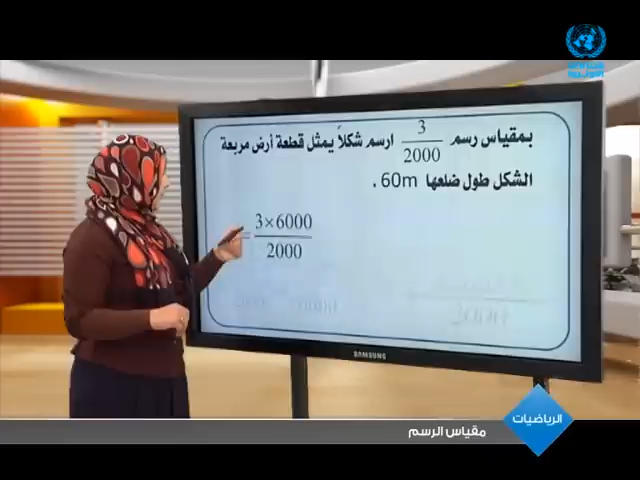 بمقياس رسم 3/2000 ارسم شكلاً يمثل قطعة أرض مربعة
الشكل طول ضلعها 60m .
= 3×6000
2000
SAMSUNG
الرياضيات
مقياس الرسم